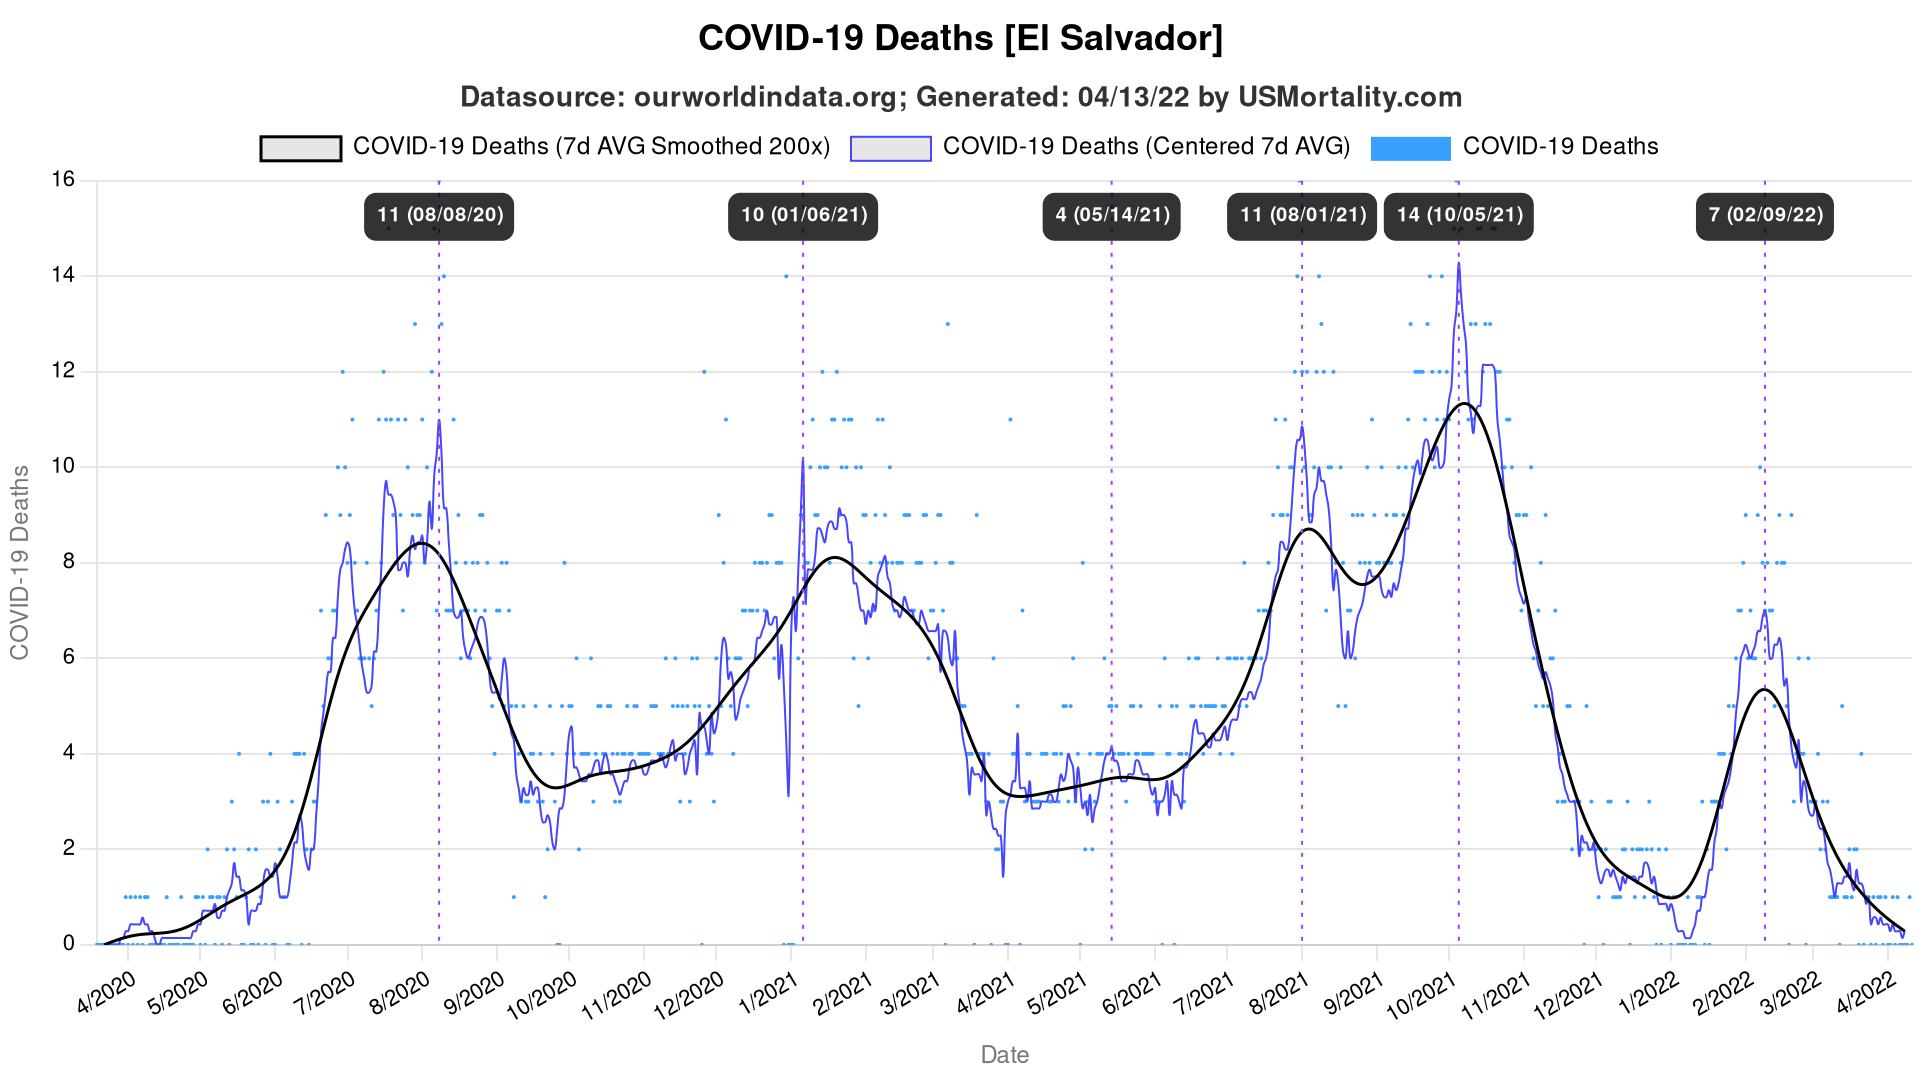 COVID-19 Deaths [El Salvador]
Datasource: ourworldindata.org; Generated: 04/13/22 by USMortality.com
COVID-19 Deaths (7d AVG Smoothed 200x) COVID-19 Deaths (Centered 7d AVG) COVID-19 Deaths
11 (08/08/20) 10 (01/06/21) 4 (05/14/21) 11 (08/01/21) 14 (10/05/21) 7 (02/09/22)
16
14
12
10
8
6
4
2
0
COVID-19 Deaths
4/2020 5/2020 6/2020 7/2020 8/2020 9/2020 10/2020 11/2020 12/2020 1/2021 2/2021 3/2021 4/2021 5/2021 6/2021 7/2021 8/2021 9/2021 10/2021 11/2021 12/2021 1/2022 2/2022 3/2022 4/2022
Date